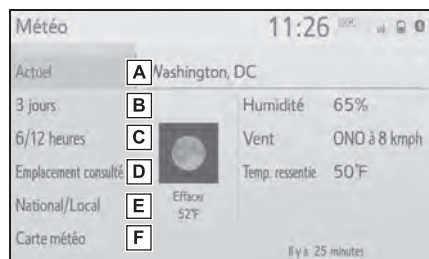 Météo 11:26
Actuel A Washington, DC
3 jours B Humidité 65%
6/12 heures C Vent ONO à 8 kmph
Emplacement consulté D Temp. ressentie 50°F
National/Local E Effacer
52°F
Carte météo F
Il y a 25 minutes